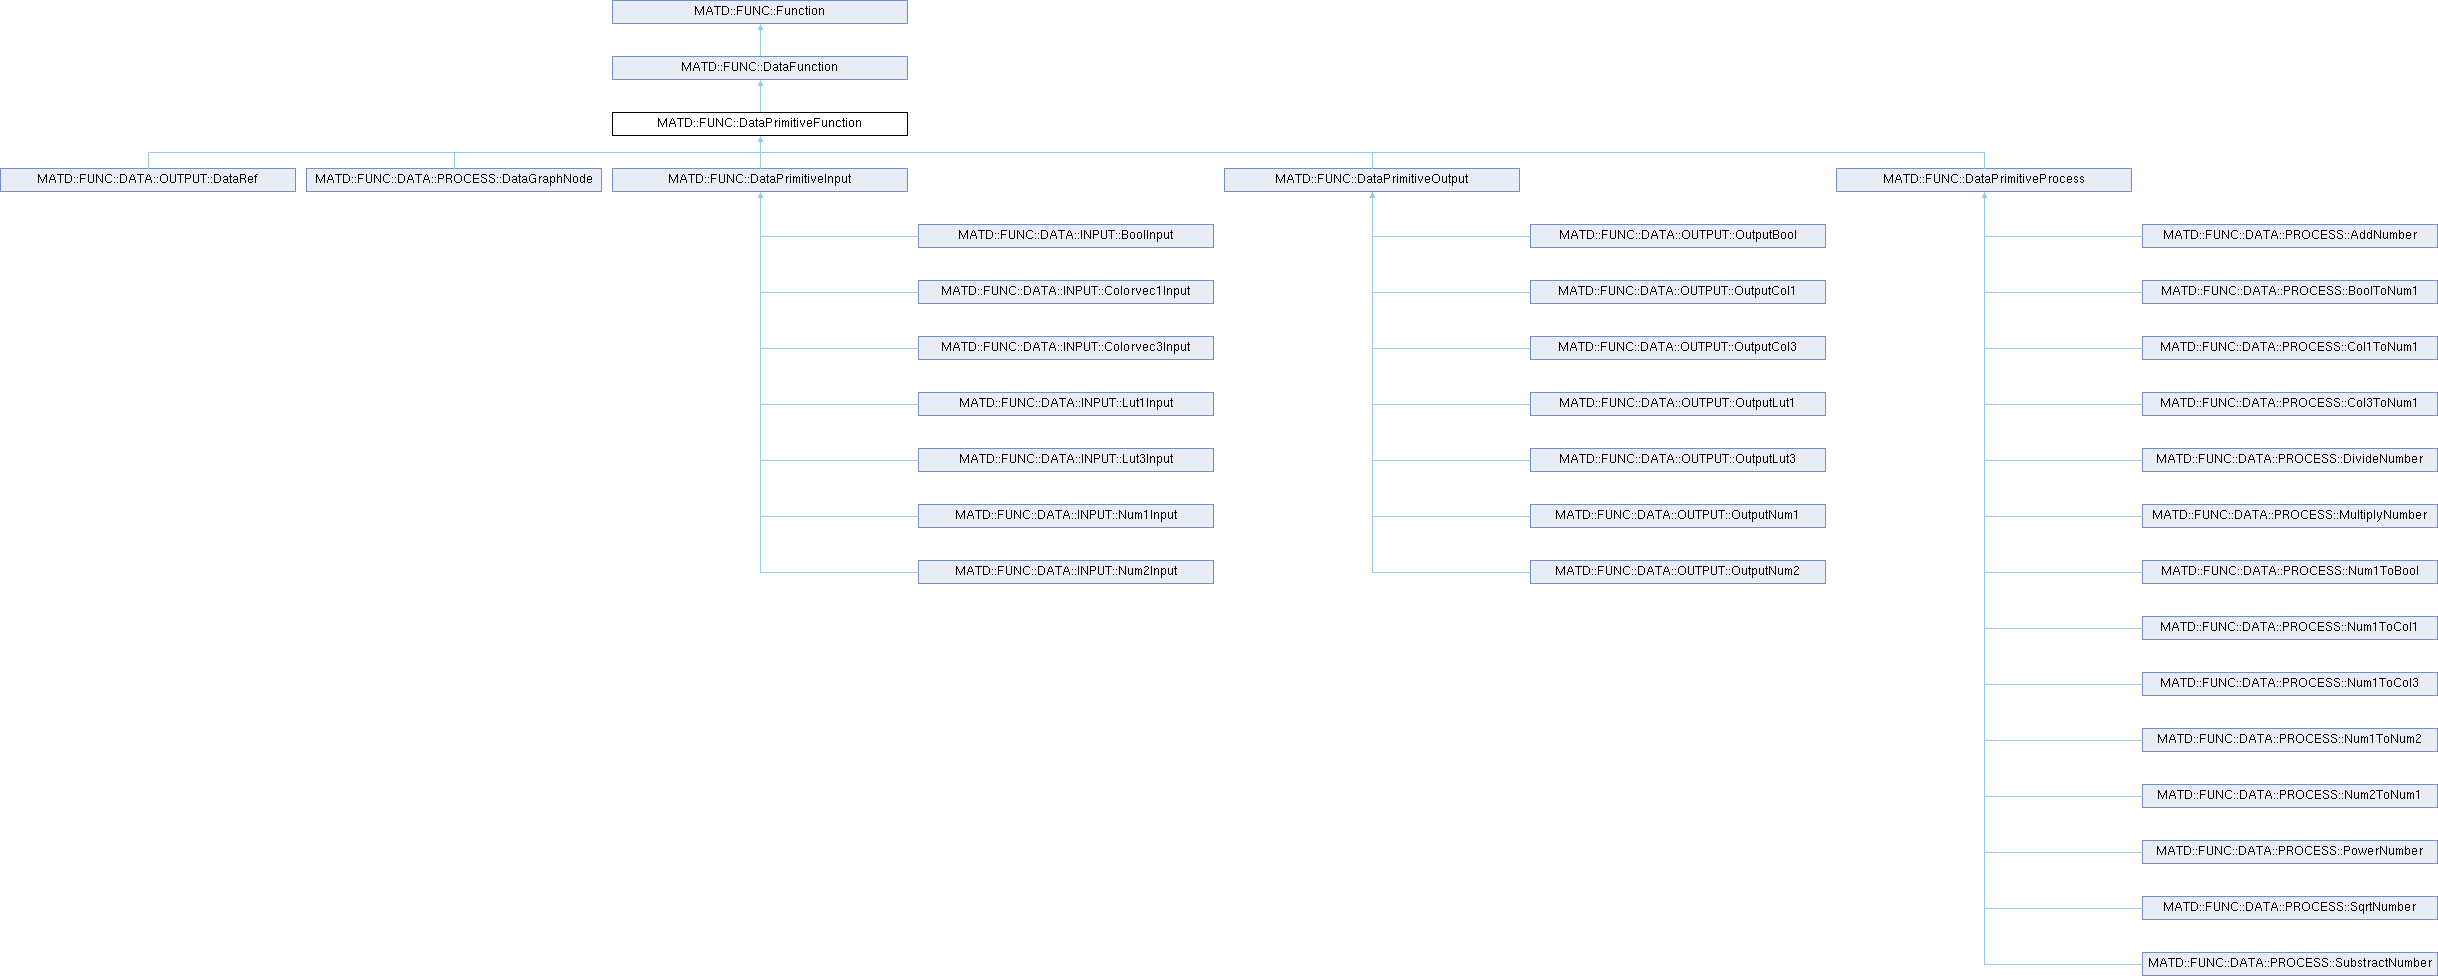 MATD::FUNC::Function
MATD::FUNC::DataFunction
MATD::FUNC::DataPrimitiveFunction
MATD::FUNC::DATA::OUTPUT::DataRef
MATD::FUNC::DATA::PROCESS::DataGraphNode
MATD::FUNC::DataPrimitiveInput
MATD::FUNC::DataPrimitiveOutput
MATD::FUNC::DataPrimitiveProcess
MATD::FUNC::DATA::INPUT::BoolInput
MATD::FUNC::DATA::INPUT::Colorvec1Input
MATD::FUNC::DATA::INPUT::Colorvec3Input
MATD::FUNC::DATA::INPUT::Lut1Input
MATD::FUNC::DATA::INPUT::Lut3Input
MATD::FUNC::DATA::INPUT::Num1Input
MATD::FUNC::DATA::INPUT::Num2Input
MATD::FUNC::DATA::OUTPUT::OutputBool
MATD::FUNC::DATA::OUTPUT::OutputCol1
MATD::FUNC::DATA::OUTPUT::OutputCol3
MATD::FUNC::DATA::OUTPUT::OutputLut1
MATD::FUNC::DATA::OUTPUT::OutputLut3
MATD::FUNC::DATA::OUTPUT::OutputNum1
MATD::FUNC::DATA::OUTPUT::OutputNum2
MATD::FUNC::DATA::PROCESS::AddNumber
MATD::FUNC::DATA::PROCESS::BoolToNum1
MATD::FUNC::DATA::PROCESS::Col1ToNum1
MATD::FUNC::DATA::PROCESS::Col3ToNum1
MATD::FUNC::DATA::PROCESS::DivideNumber
MATD::FUNC::DATA::PROCESS::MultiplyNumber
MATD::FUNC::DATA::PROCESS::Num1ToBool
MATD::FUNC::DATA::PROCESS::Num1ToCol1
MATD::FUNC::DATA::PROCESS::Num1ToCol3
MATD::FUNC::DATA::PROCESS::Num1ToNum2
MATD::FUNC::DATA::PROCESS::Num2ToNum1
MATD::FUNC::DATA::PROCESS::PowerNumber
MATD::FUNC::DATA::PROCESS::SqrtNumber
MATD::FUNC::DATA::PROCESS::SubstractNumber